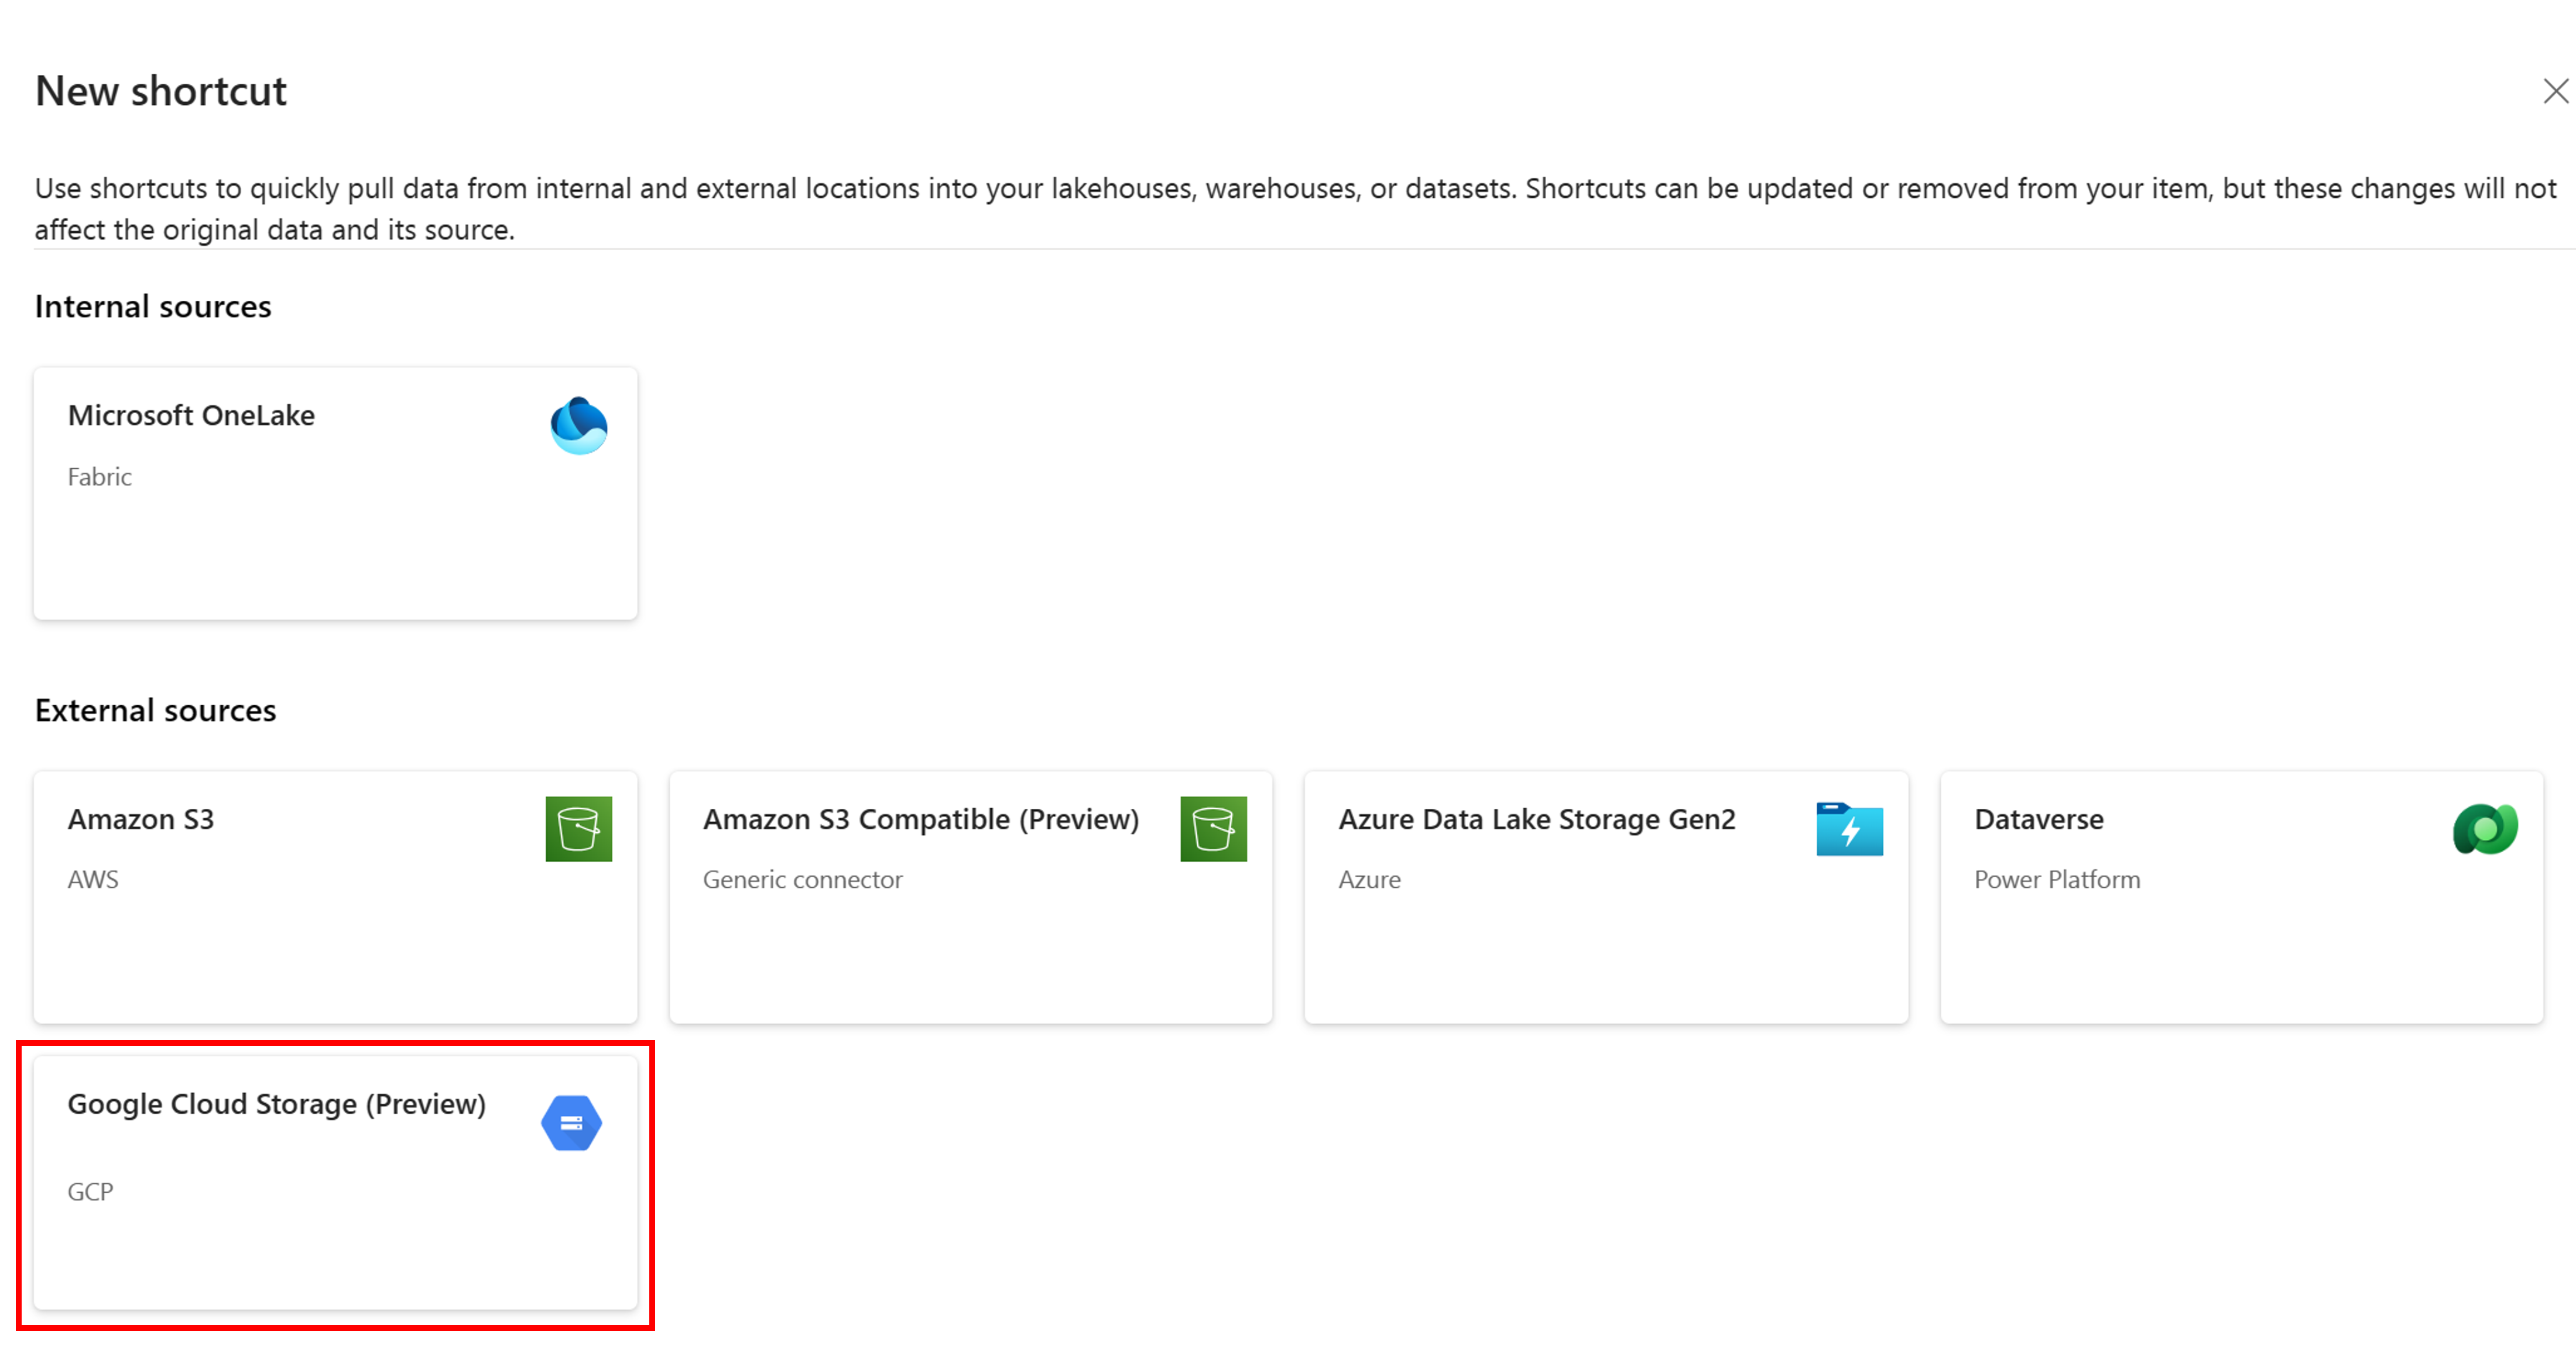 New shortcut
Use shortcuts to quickly pull data from internal and external locations into your lakehouses, warehouses, or datasets. Shortcuts can be updated or removed from your item, but these changes will not
affect the original data and its source.
Internal sources
Microsoft OneLake
Fabric
External sources
Amazon S3
AWS
Amazon S3 Compatible (Preview)
Generic connector
Azure Data Lake Storage Gen2
Azure
Dataverse
Power Platform
Google Cloud Storage (Preview)
GCP